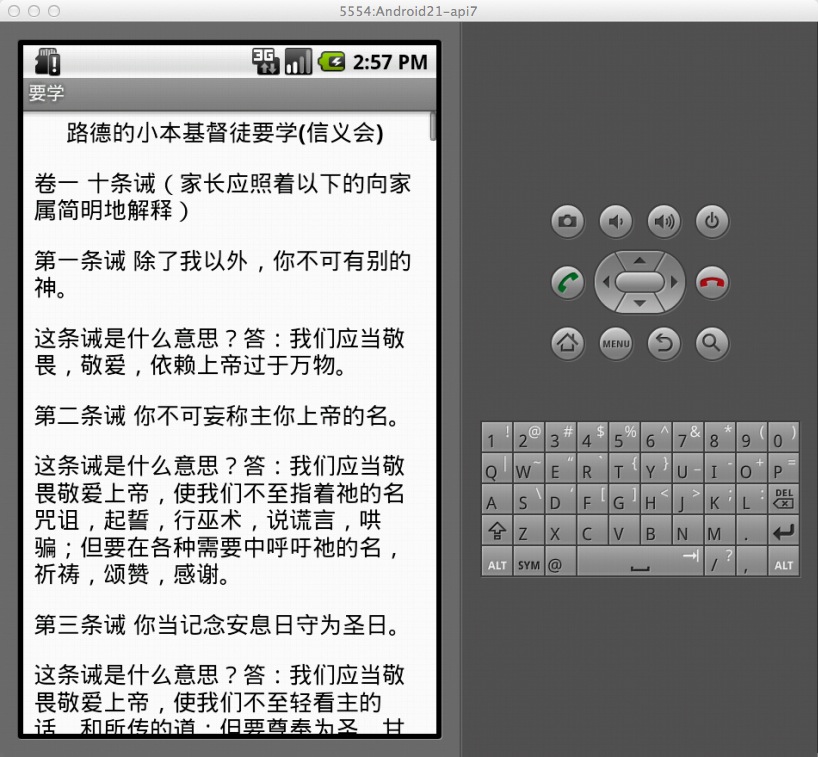 5554:Android21-api7
3G 2:57 PM
要学
路德的小本基督徒要学(信义会)
卷一 十条诫（家长应照着以下的向家
属简明地解释）
第一条诫 除了我以外，你不可有别的
神。
这条诫是什么意思？答：我们应当敬
畏，敬爱，依赖上帝过于万物。
第二条诫 你不可妄称主你上帝的名。
这条诫是什么意思？答：我们应当敬
畏敬爱上帝，使我们不至指着祂的名
咒诅，起誓，行巫术，说谎言，哄
骗；但要在各种需要中呼吁祂的名，
祈祷，颂赞，感谢。
第三条诫 你当记念安息日守为圣日。
这条诫是什么意思？答：我们应当敬
畏敬爱上帝，使我们不至轻看主的
话，和所传的道；但要尊奉为圣，甘
MENU
1 ! 2 @ 3 # 4 $ 5 % 6 ^ 7 & 8 * 9 ( 0 )
Q | W ~ E “ R ` T { Y } U _ I - O + P =
A S \ D ‘ F [ G ] H < J > K ; L : DEL
Z X C V B N M .
ALT SYM @ / ? , ALT